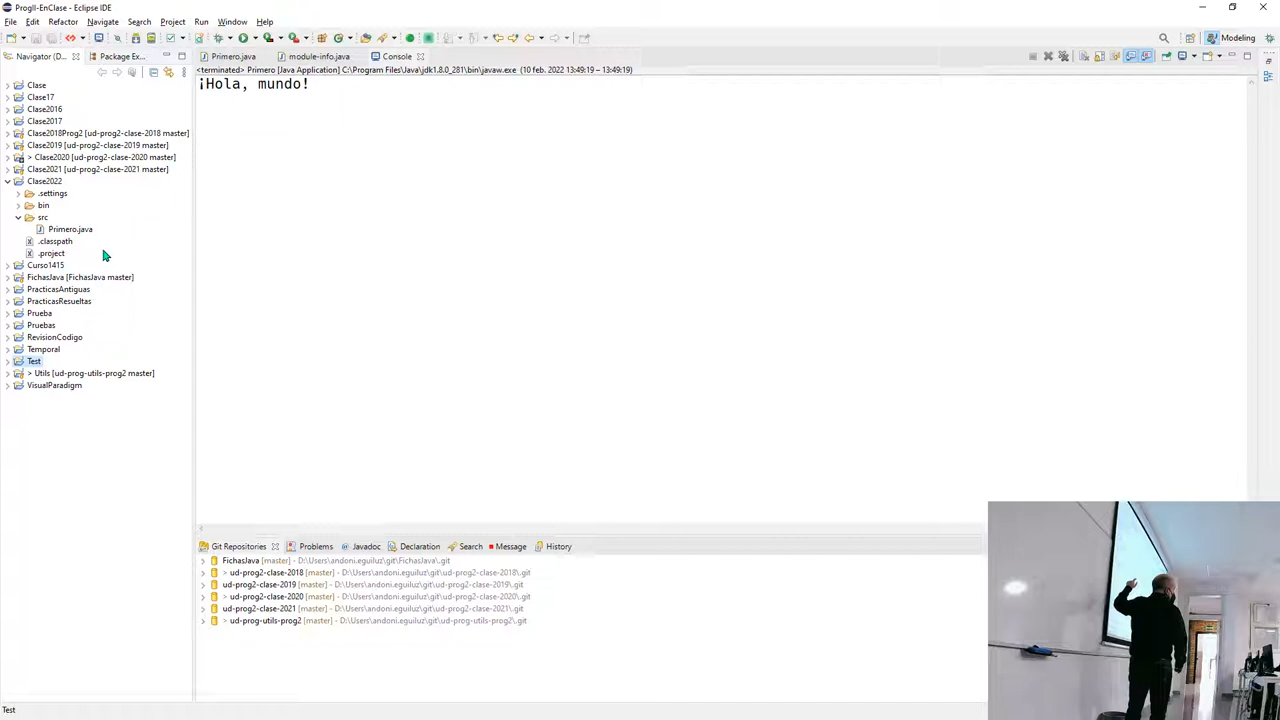 ProgII-EnClase - Eclipse IDE
File Edit Refactor Navigate Search Project Run Window Help
Modeling
Navigator (D... Package Ex... Primero.java module-info.java Console
<terminated> Primero [Java Application] C:\Program Files\Java\jdk1.8.0_281\bin\javaw.exe (10 feb. 2022 13:49:19 – 13:49:19)
¡Hola, mundo!
Clase
Clase17
Clase2016
Clase2017
Clase2018Prog2 [ud-prog2-clase-2018 master]
Clase2019 [ud-prog2-clase-2019 master]
> Clase2020 [ud-prog2-clase-2020 master]
Clase2021 [ud-prog2-clase-2021 master]
Clase2022
.settings
bin
src
Primero.java
.classpath
.project
Curso1415
FichasJava [FichasJava master]
PracticasAntiguas
PracticasResueltas
Prueba
Pruebas
RevisionCodigo
Temporal
Test
> Utils [ud-prog-utils-prog2 master]
VisualParadigm
Git Repositories Problems Javadoc Declaration Search Message History
FichasJava [master] - D:\Users\andoni.eguiluz\git\FichasJava\.git
> ud-prog2-clase-2018 [master] - D:\Users\andoni.eguiluz\git\ud-prog2-clase-2018\.git
ud-prog2-clase-2019 [master] - D:\Users\andoni.eguiluz\git\ud-prog2-clase-2019\.git
> ud-prog2-clase-2020 [master] - D:\Users\andoni.eguiluz\git\ud-prog2-clase-2020\.git
ud-prog2-clase-2021 [master] - D:\Users\andoni.eguiluz\git\ud-prog2-clase-2021\.git
> ud-prog-utils-prog2 [master] - D:\Users\andoni.eguiluz\git\ud-prog-utils-prog2\.git
Test